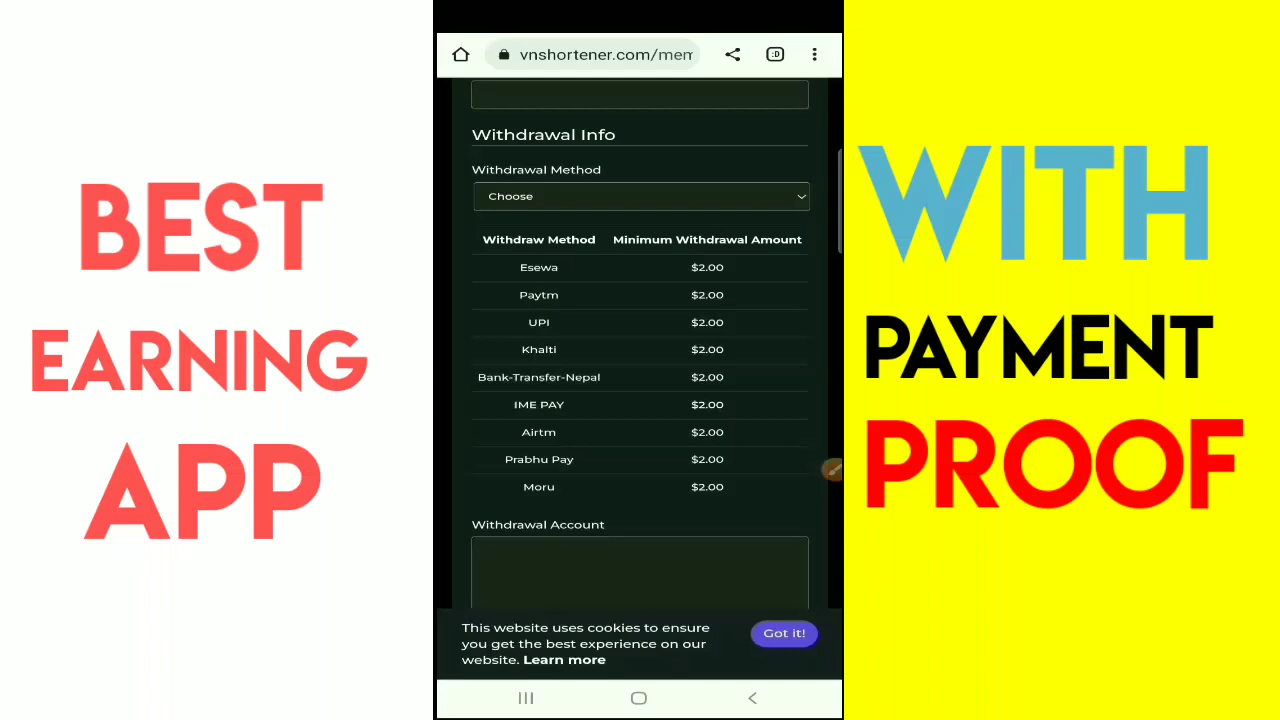 BEST
EARNING
APP
vnshortener.com/mem
:D
Withdrawal Info
Withdrawal Method
Choose
Withdraw Method Minimum Withdrawal Amount
Esewa $2.00
Paytm $2.00
UPI $2.00
Khalti $2.00
Bank-Transfer-Nepal $2.00
IME PAY $2.00
Airtm $2.00
Prabhu Pay $2.00
Moru $2.00
Withdrawal Account
This website uses cookies to ensure
you get the best experience on our
website. Learn more
Got it!
WITH
PAYMENT
PROOF